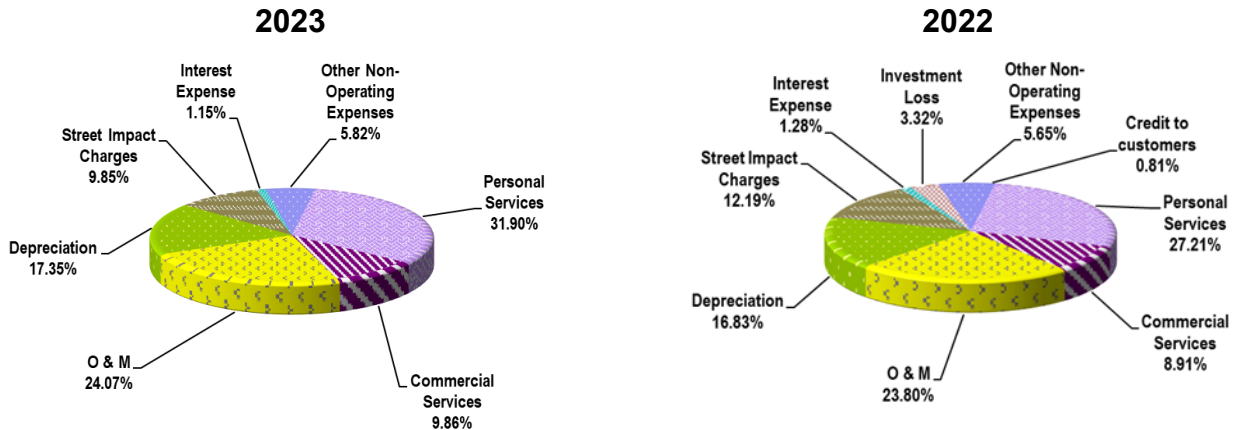 2023
Interest
Expense
1.15%
Other Non-
Operating
Expenses
5.82%
Street Impact
Charges
9.85%
Personal
Services
31.90%
Depreciation
17.35%
O & M
24.07%
Commercial
Services
9.86%
2022
Interest
Expense
1.28%
Investment
Loss
3.32%
Other Non-
Operating
Expenses
5.65%
Credit to
customers
0.81%
Street Impact
Charges
12.19%
Personal
Services
27.21%
Depreciation
16.83%
Commercial
Services
8.91%
O & M
23.80%